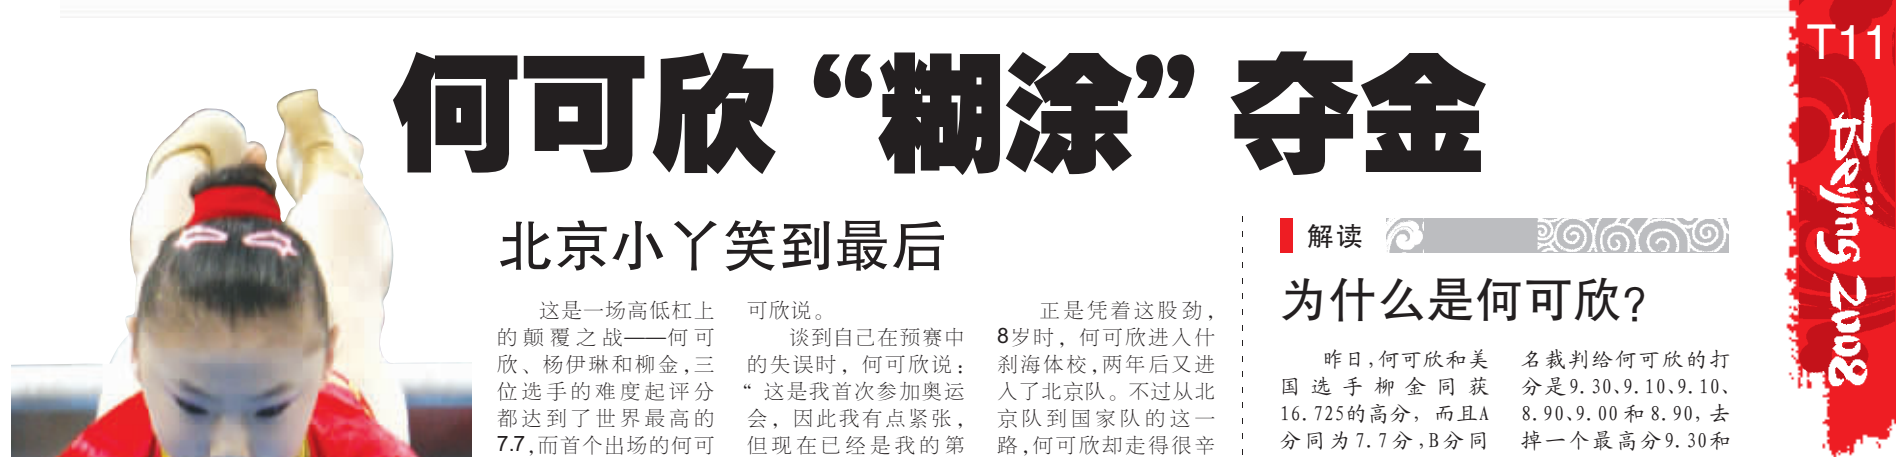 何可欣“糊涂”夺金
T11
Beijing 2008
北京小丫笑到最后
这是一场高低杠上
的颠覆之战——何可
欣、杨伊琳和柳金,三
位选手的难度起评分
都达到了世界最高的
7.7,而首个出场的何可
可欣说。
谈到自己在预赛中
的失误时，何可欣说：
“这是我首次参加奥运
会，因此我有点紧张，
但现在已经是我的第
正是凭着这股劲，
8岁时，何可欣进入什
刹海体校,两年后又进
入了北京队。不过从北
京队到国家队的这一
路,何可欣却走得很辛
解读
为什么是何可欣?
昨日,何可欣和美
国选手柳金同获
16.725的高分，而且A
分同为7.7分,B分同
名裁判给何可欣的打
分是9.30、9.10、9.10、
8.90、9.00和8.90,去
掉一个最高分9.30和